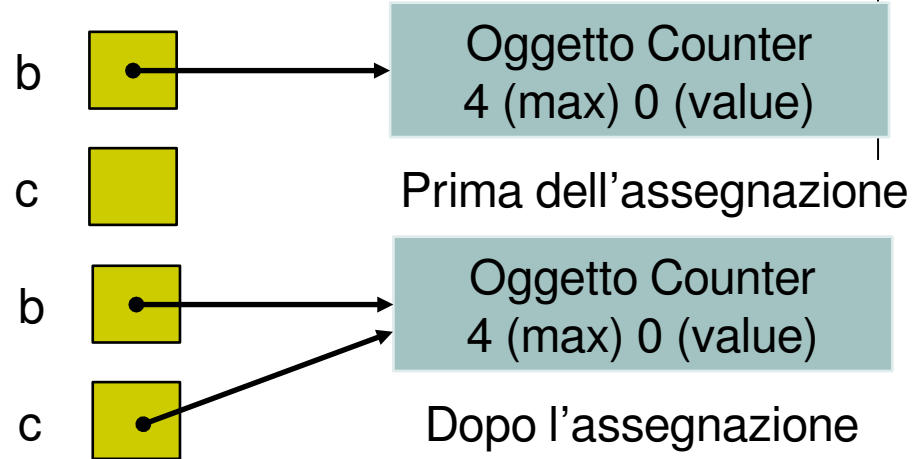 b
Oggetto Counter
4 (max) 0 (value)
c
Prima dell’assegnazione
b
Oggetto Counter
4 (max) 0 (value)
c
Dopo l’assegnazione